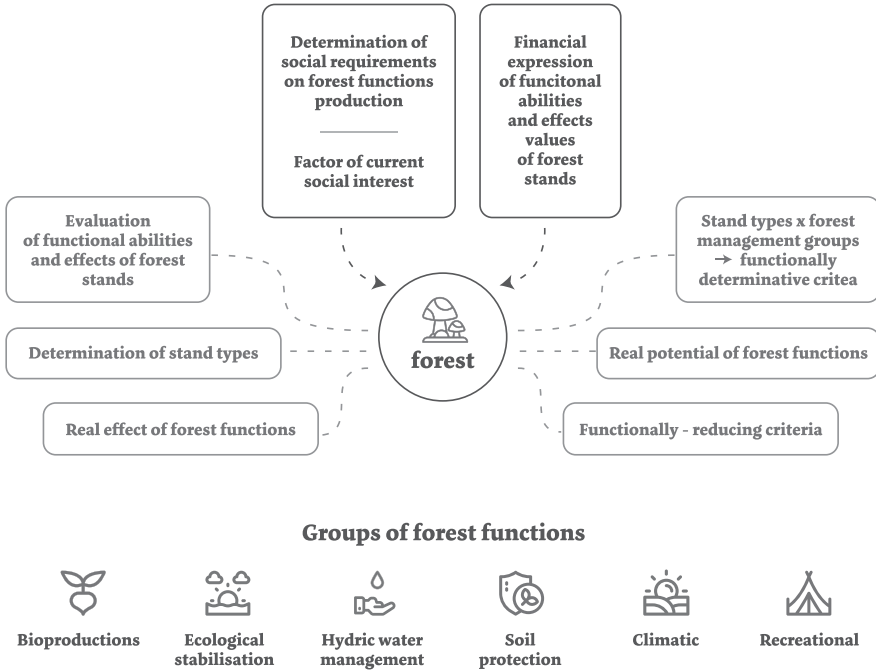 Determination of
social requirements
on forest functions
production
Factor of current
social interest
Financial
expression
of funcitonal
abilities
and effects
values
of forest
stands
Evaluation
of functional abilities
and effects of forest
stands
Stand types x forest
management groups
→ functionally
determinative critea
Determination of stand types
forest
Real potential of forest functions
Real effect of forest functions
Functionally - reducing criteria
Groups of forest functions
Bioproductions
Ecological
stabilisation
Hydric water
management
Soil
protection
Climatic
Recreational